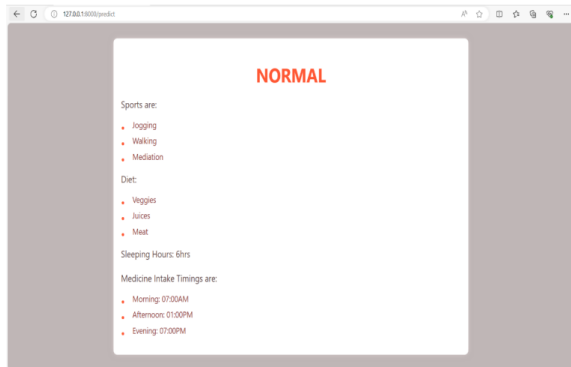 127.0.0.1:8000/predict
NORMAL
Sports are:
Jogging
Walking
Mediation
Diet:
Veggies
Juices
Meat
Sleeping Hours: 6hrs
Medicine Intake Timings are:
Morning: 07:00AM
Afternoon: 01:00PM
Evening: 07:00PM